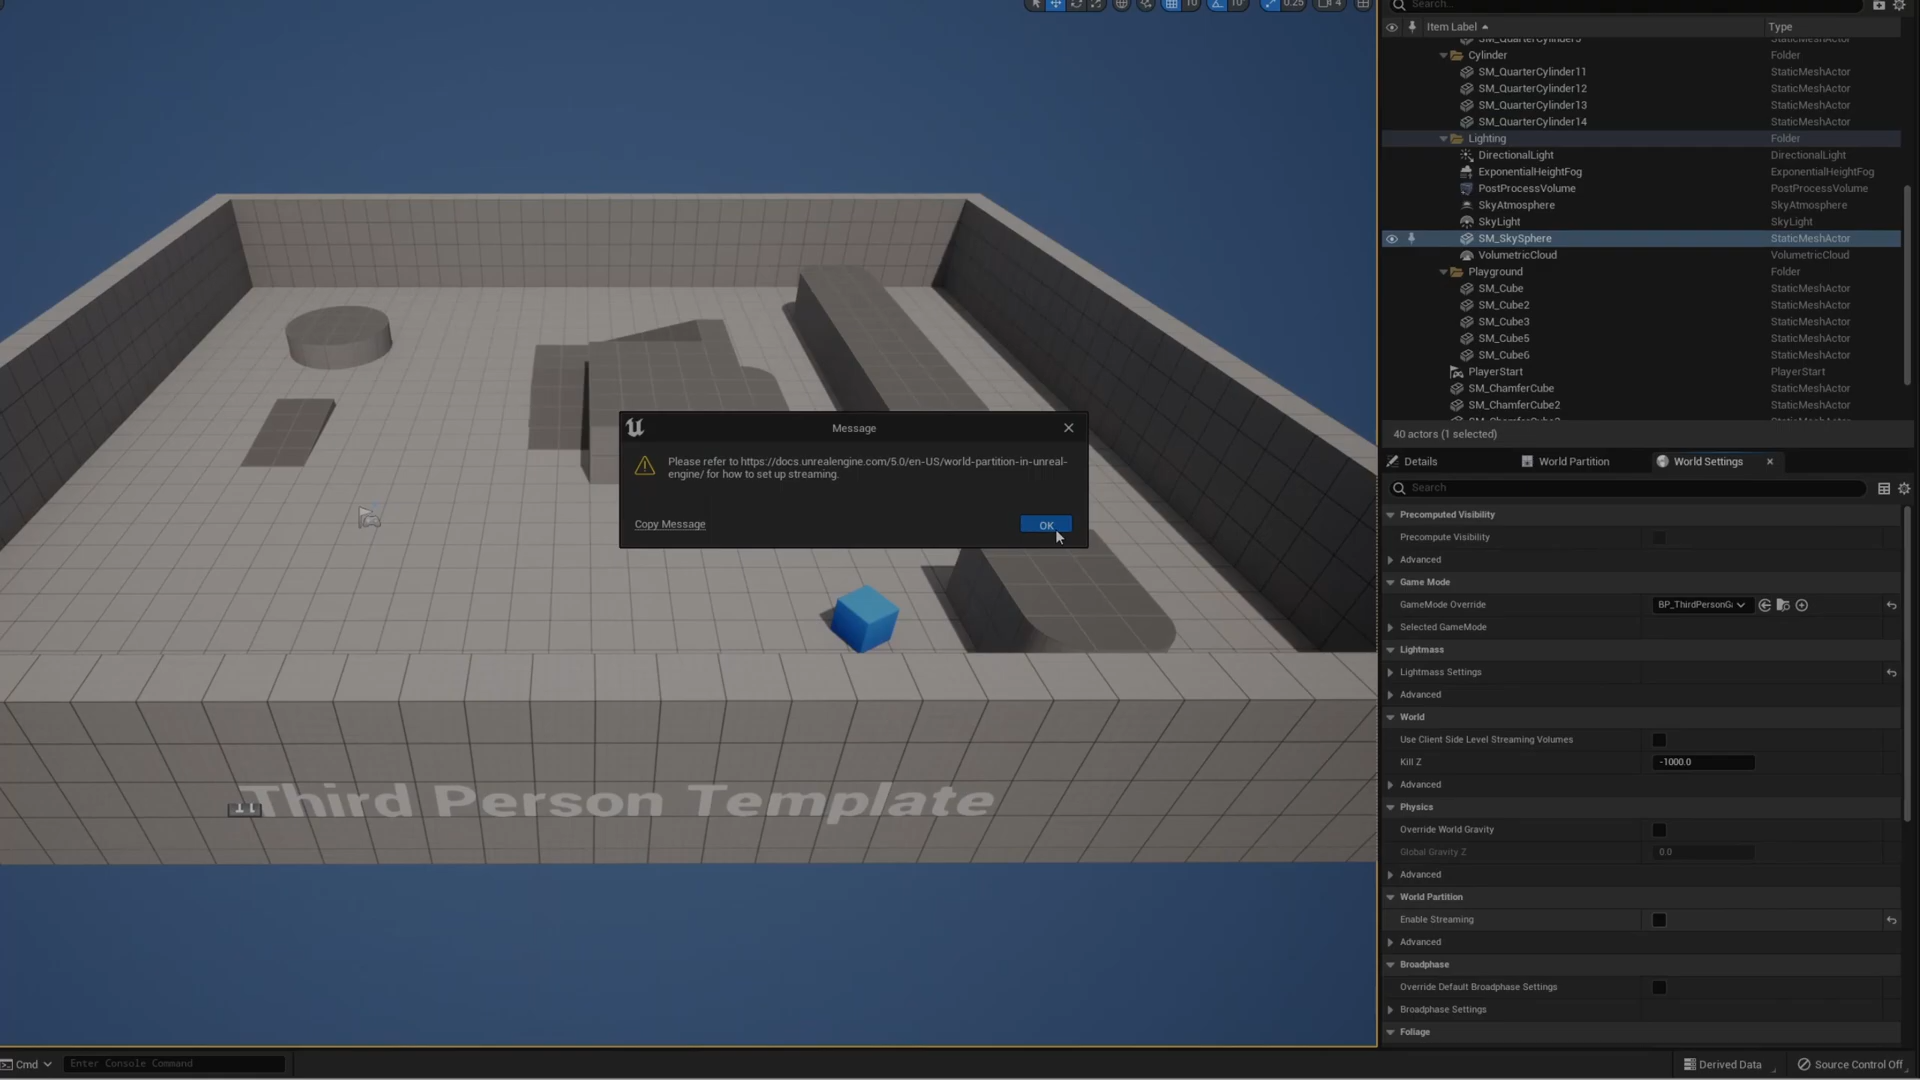 10
10°
0.25
4
Search...
Item Label Type
SM_QuarterCylinder5
StaticMeshActor
Cylinder Folder
SM_QuarterCylinder11 StaticMeshActor
SM_QuarterCylinder12 StaticMeshActor
SM_QuarterCylinder13 StaticMeshActor
SM_QuarterCylinder14 StaticMeshActor
Lighting Folder
DirectionalLight DirectionalLight
ExponentialHeightFog ExponentialHeightFog
PostProcessVolume PostProcessVolume
SkyAtmosphere SkyAtmosphere
SkyLight SkyLight
SM_SkySphere StaticMeshActor
VolumetricCloud VolumetricCloud
Playground Folder
SM_Cube StaticMeshActor
SM_Cube2 StaticMeshActor
SM_Cube3 StaticMeshActor
SM_Cube5 StaticMeshActor
SM_Cube6 StaticMeshActor
PlayerStart PlayerStart
SM_ChamferCube StaticMeshActor
SM_ChamferCube2 StaticMeshActor
40 actors (1 selected)
Message
Please refer to https://docs.unrealengine.com/5.0/en-US/world-partition-in-unreal-
engine/ for how to set up streaming.
Copy Message OK
Third Person Template
Details World Partition World Settings
Search
Precomputed Visibility
Precompute Visibility
Advanced
Game Mode
GameMode Override BP_ThirdPersonGa
Selected GameMode
Lightmass
Lightmass Settings
Advanced
World
Use Client Side Level Streaming Volumes
Kill Z -1000.0
Advanced
Physics
Override World Gravity
Global Gravity Z 0.0
Advanced
World Partition
Enable Streaming
Advanced
Broadphase
Override Default Broadphase Settings
Broadphase Settings
Foliage
Cmd Enter Console Command
Derived Data Source Control Off